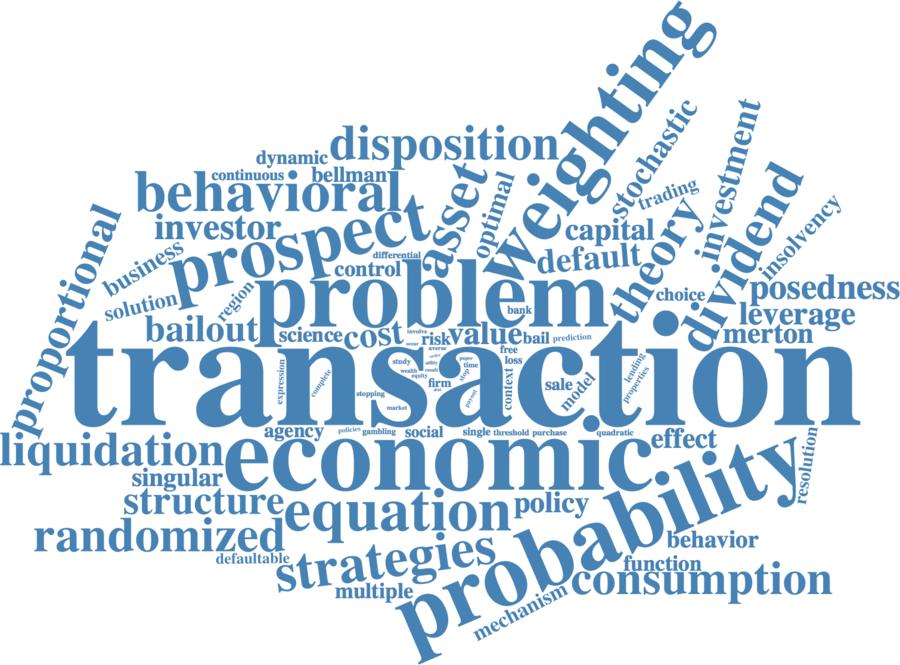 weighting
disposition
dynamic
stochastic
investment
continuous
bellman
behavioral
asset
optimal
trading
dividend
proportional
investor
prospect
capital
theory
insolvency
business
differential
control
default
solution
region
problem
choice
posedness
bank
leverage
bailout
science
cost
involve
risk
value
bail
prediction
merton
transaction
averse
free
paper
study
utility
time
loss
wealth
result
stop
equity
expression
complete
firm
context
sale
model
lending
properties
stopping
payout
market
agency
policies
gambling
social
single
threshold
purchase
quadratic
effect
liquidation
economic
probability
resolution
singular
structure
equation
policy
randomized
behavior
defaultable
strategies
function
multiple
mechanism
consumption